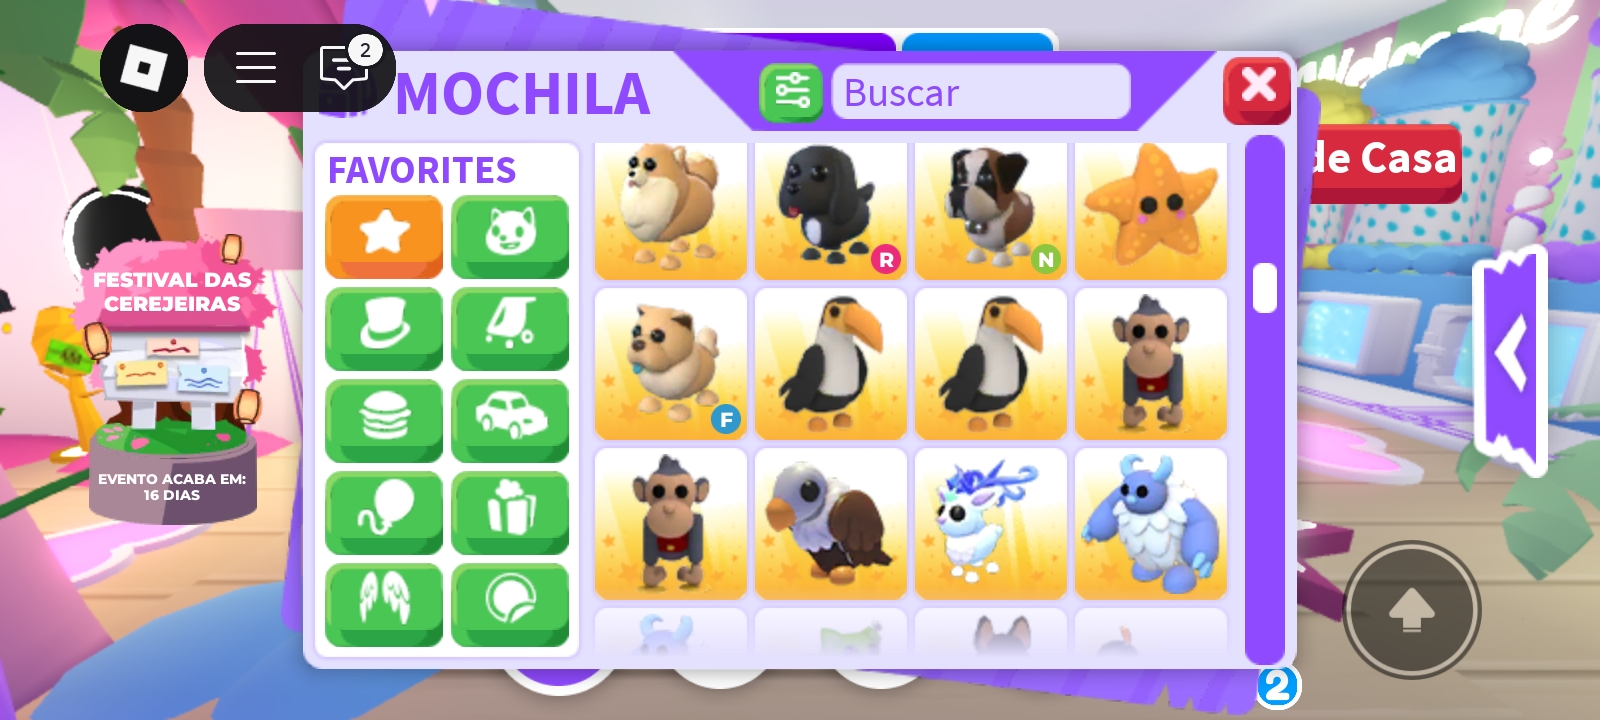 2
MOCHILA
Buscar
de Casa
FAVORITES
R
N
FESTIVAL DAS
CEREJEIRAS
F
EVENTO ACABA EM:
16 DIAS
2